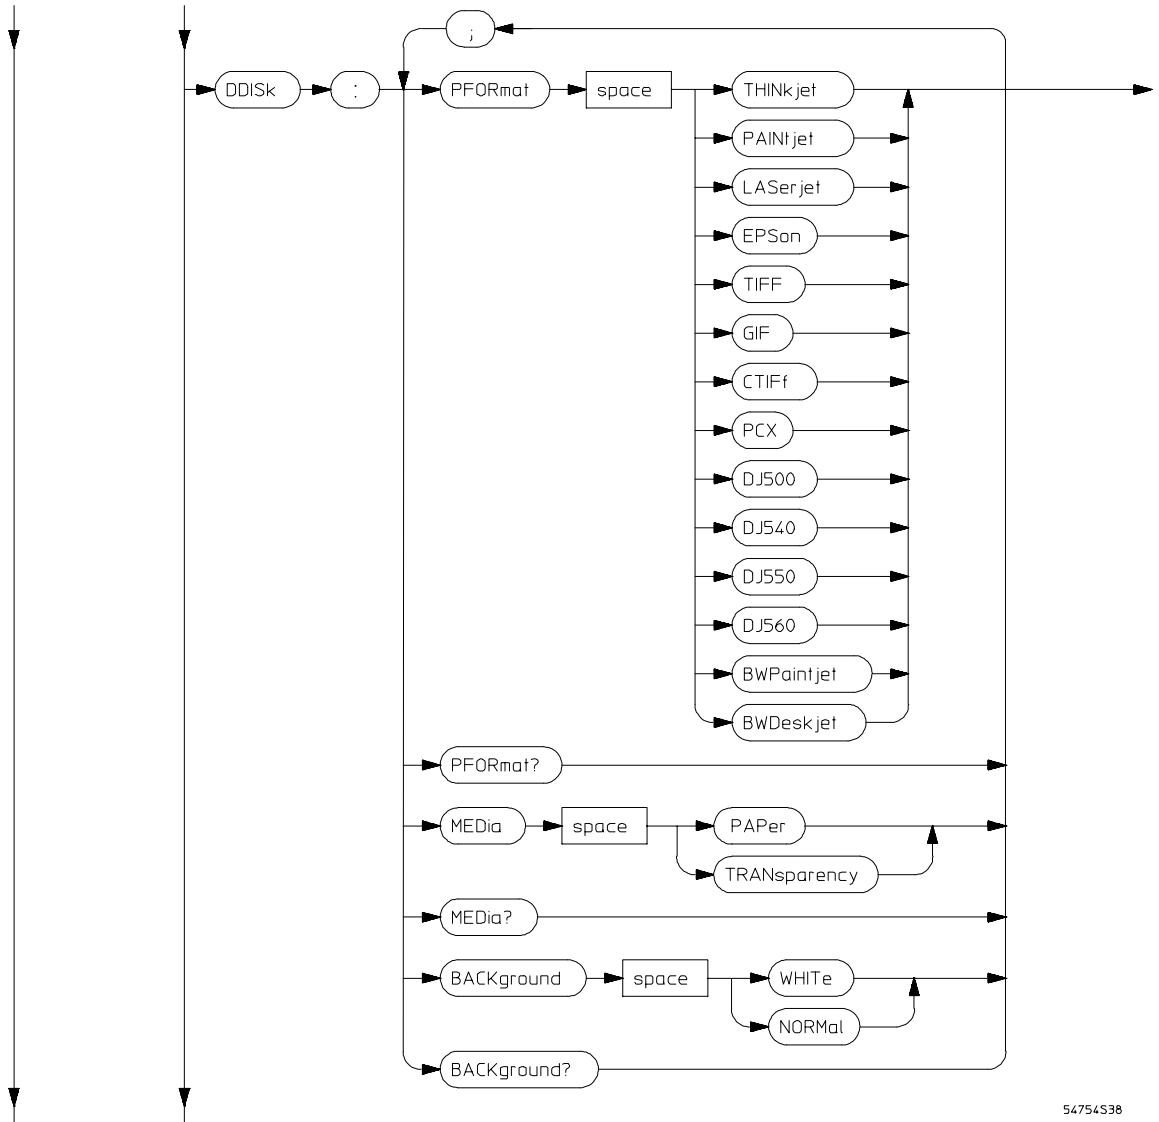 ;
DDISk : PFORmat space THINkjet
PAINtjet
LASerjet
EPSon
TIFF
GIF
CTIFf
PCX
DJ500
DJ540
DJ550
DJ560
BWPaintjet
BWDeskjet
PFORmat?
MEDia space PAPer
TRANsparency
MEDia?
BACKground space WHITe
NORMal
BACKground?
54754S38